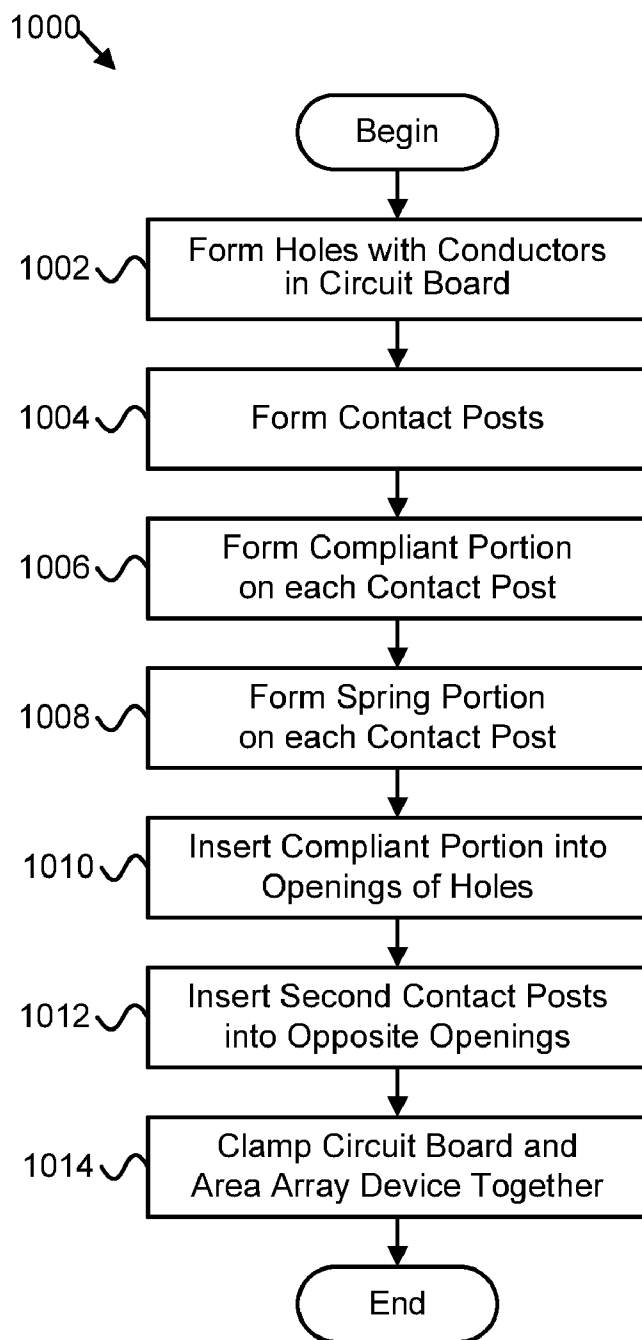 1000
Begin
1002
Form Holes with Conductors
in Circuit Board
1004
Form Contact Posts
1006
Form Compliant Portion
on each Contact Post
1008
Form Spring Portion
on each Contact Post
1010
Insert Compliant Portion into
Openings of Holes
1012
Insert Second Contact Posts
into Opposite Openings
1014
Clamp Circuit Board and
Area Array Device Together
End